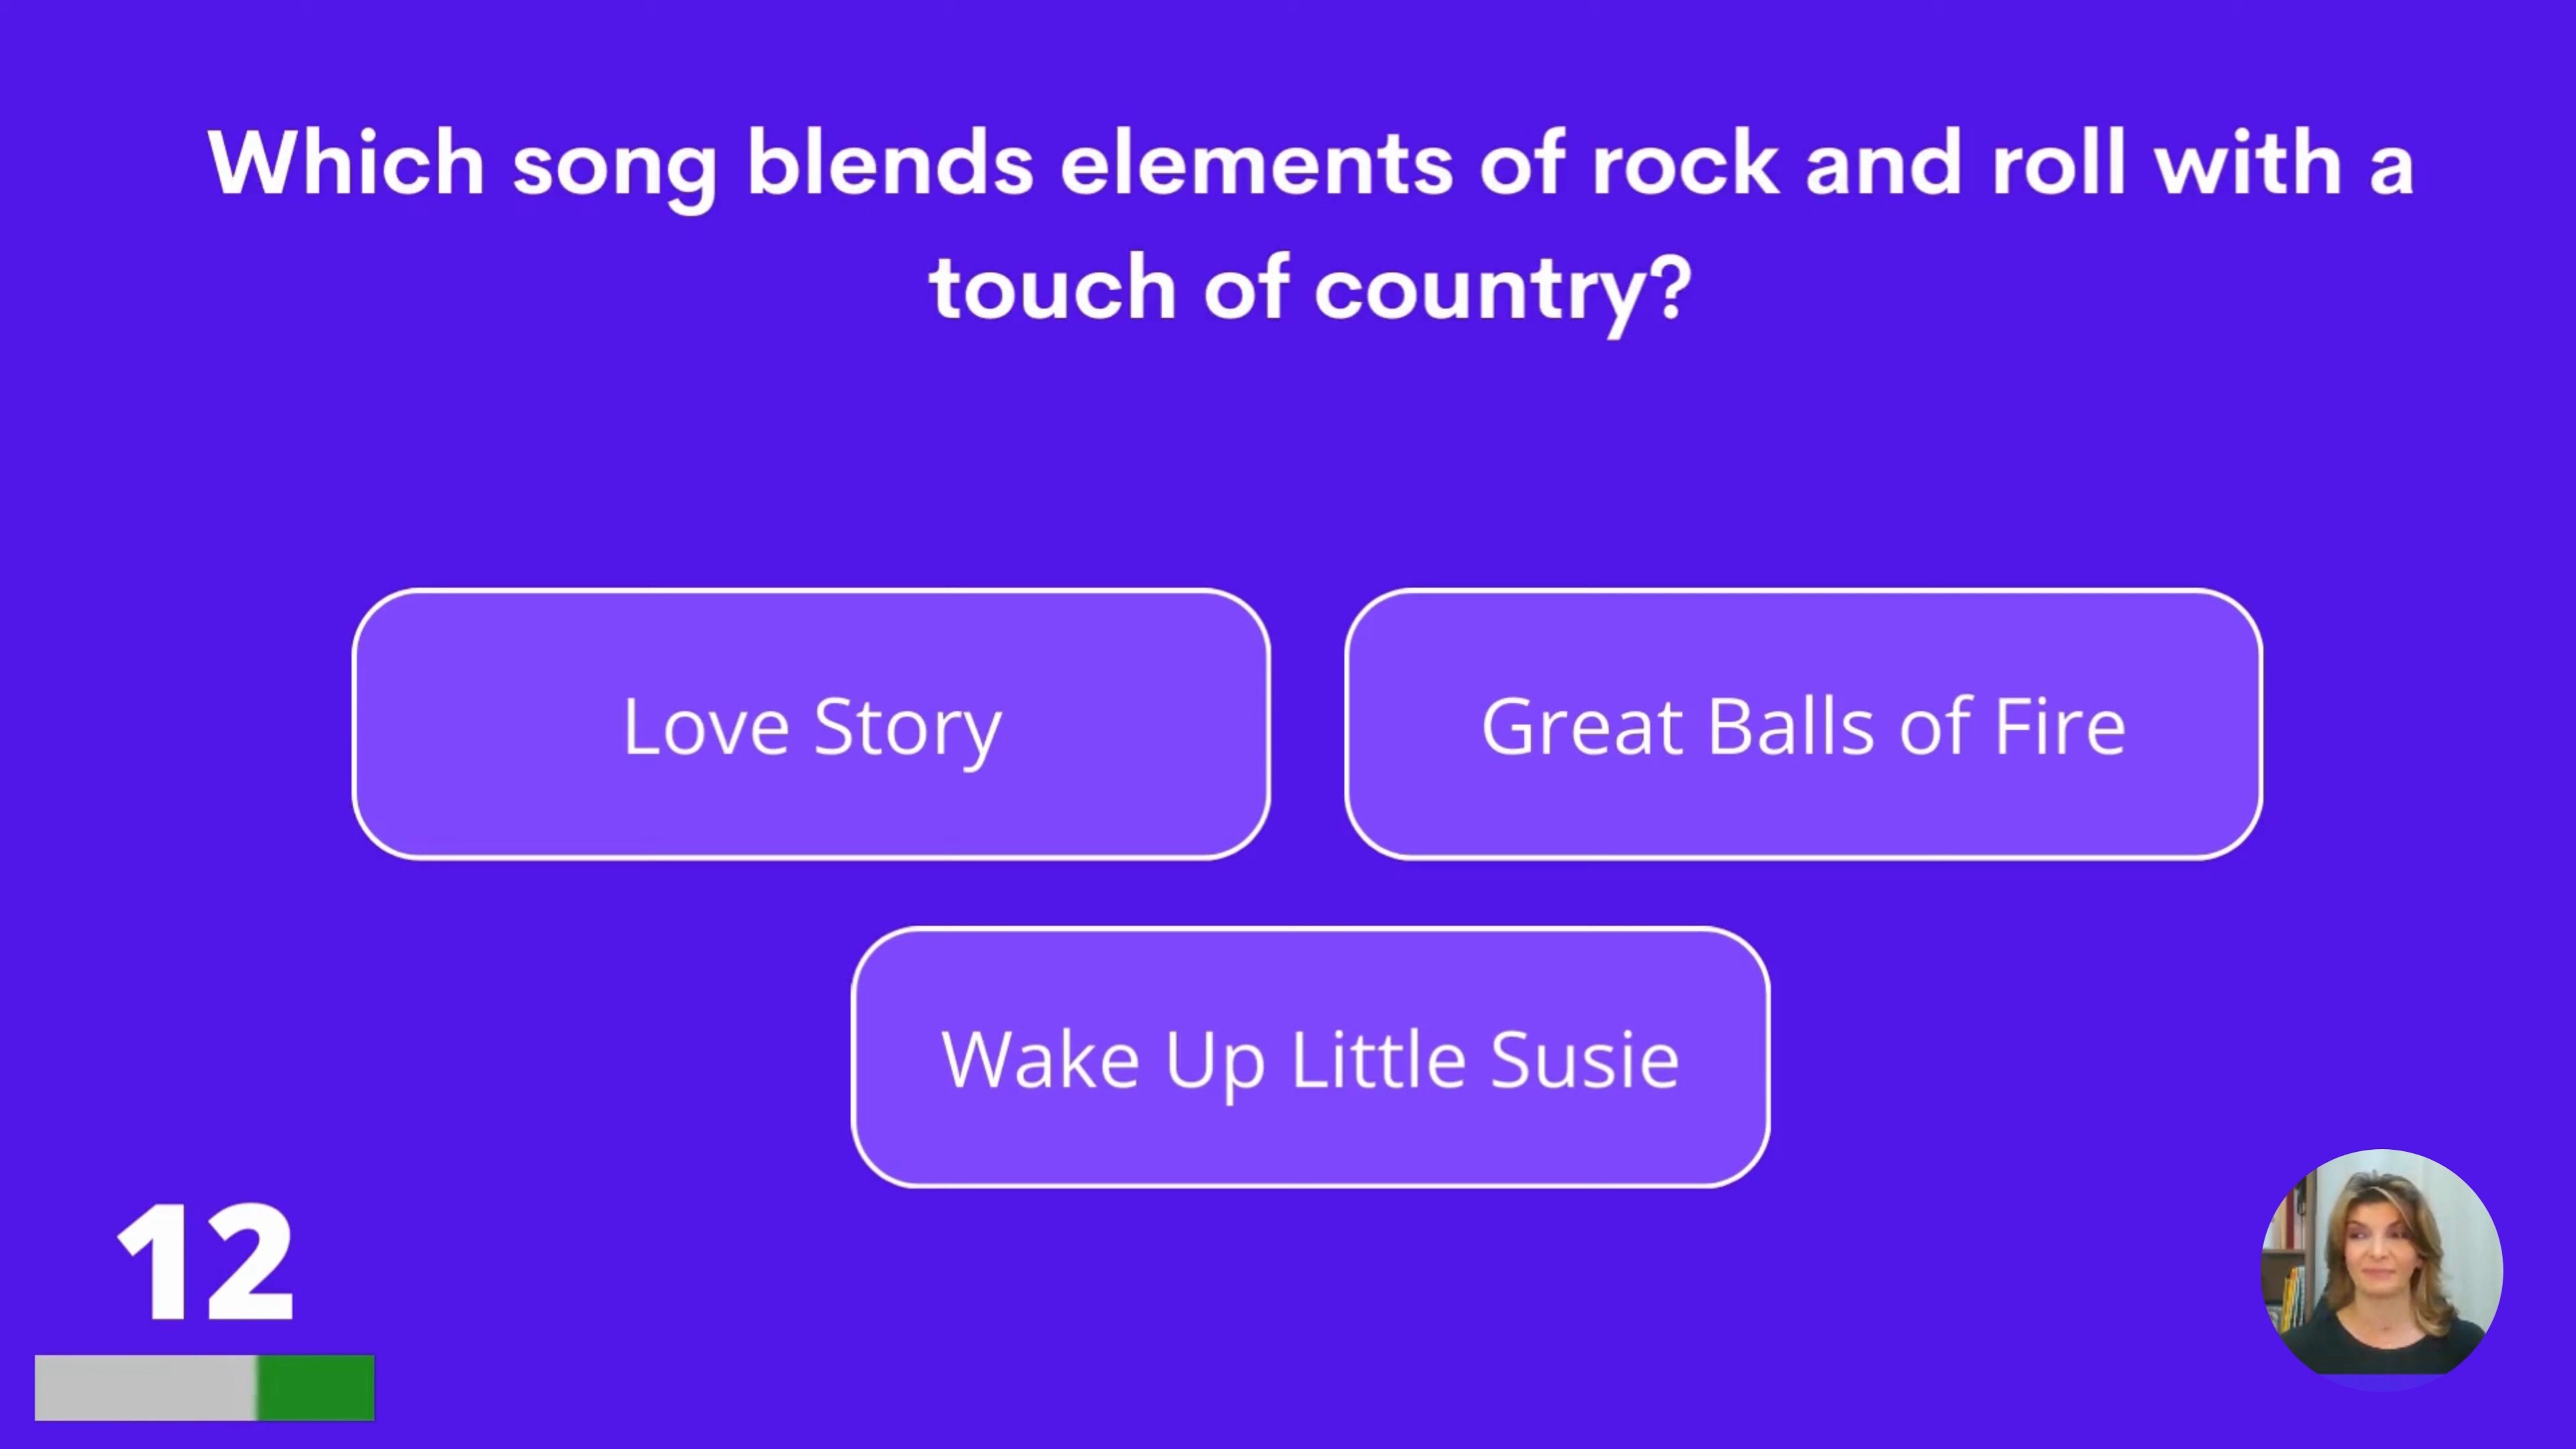 Which song blends elements of rock and roll with a
touch of country?
Love Story
Great Balls of Fire
Wake Up Little Susie
12